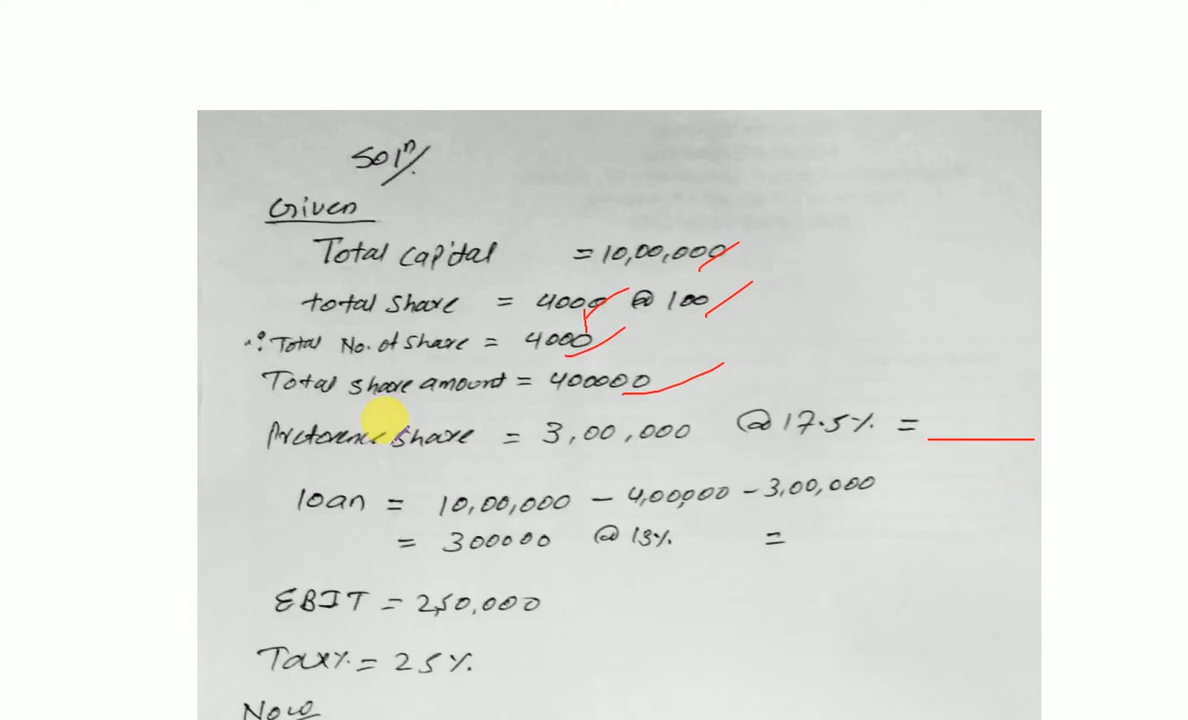 Solⁿ/.
Given
Total capital = 10,00,000
total share = 4000 @ 100
∴ Total No. of share = 4000
Total share amount = 400000
Preference share = 3,00,000 @ 17.5% =
loan = 10,00,000 - 4,00,000 - 3,00,000
= 300000 @ 13% =
EBIT = 2,50,000
Tax% = 25%
Now